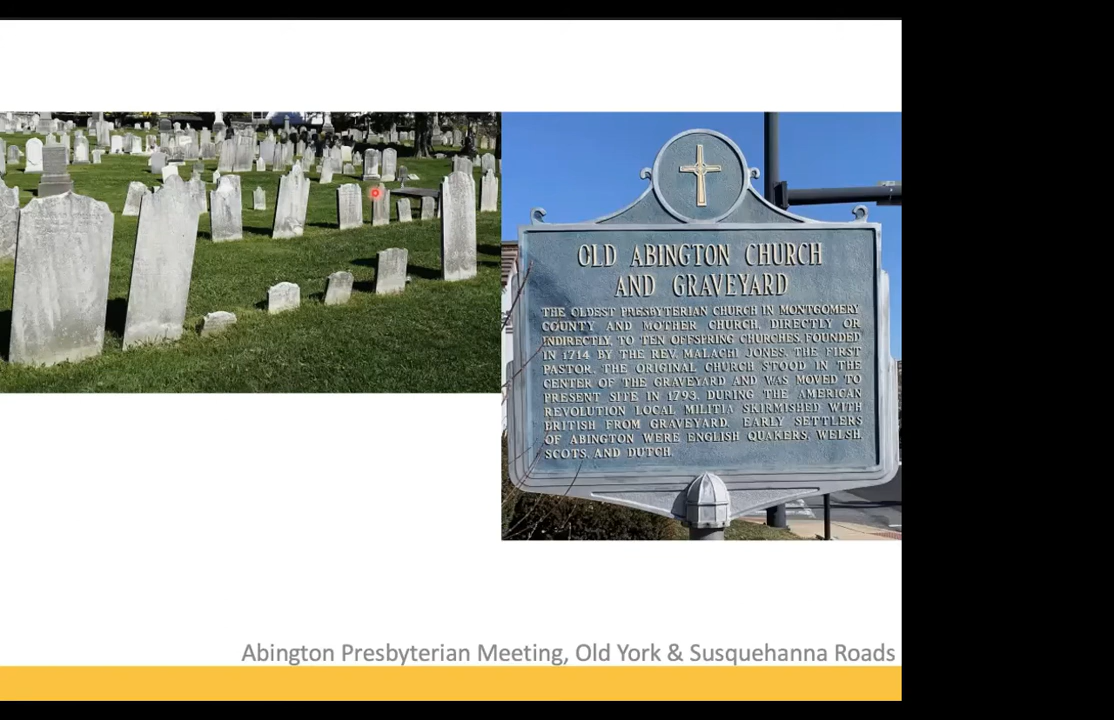 OLD ABINGTON CHURCH
AND GRAVEYARD
THE OLDEST PRESBYTERIAN CHURCH IN MONTGOMERY
COUNTY AND MOTHER CHURCH, DIRECTLY OR
INDIRECTLY, TO TEN OFFSPRING CHURCHES. FOUNDED
IN 1714 BY THE REV. MALACHI JONES, THE FIRST
PASTOR. THE ORIGINAL CHURCH STOOD IN THE
CENTER OF THE GRAVEYARD AND WAS MOVED TO
PRESENT SITE IN 1793. DURING THE AMERICAN
REVOLUTION LOCAL MILITIA SKIRMISHED WITH
BRITISH FROM GRAVEYARD. EARLY SETTLERS
OF ABINGTON WERE ENGLISH QUAKERS, WELSH,
SCOTS, AND DUTCH.
Abington Presbyterian Meeting, Old York & Susquehanna Roads